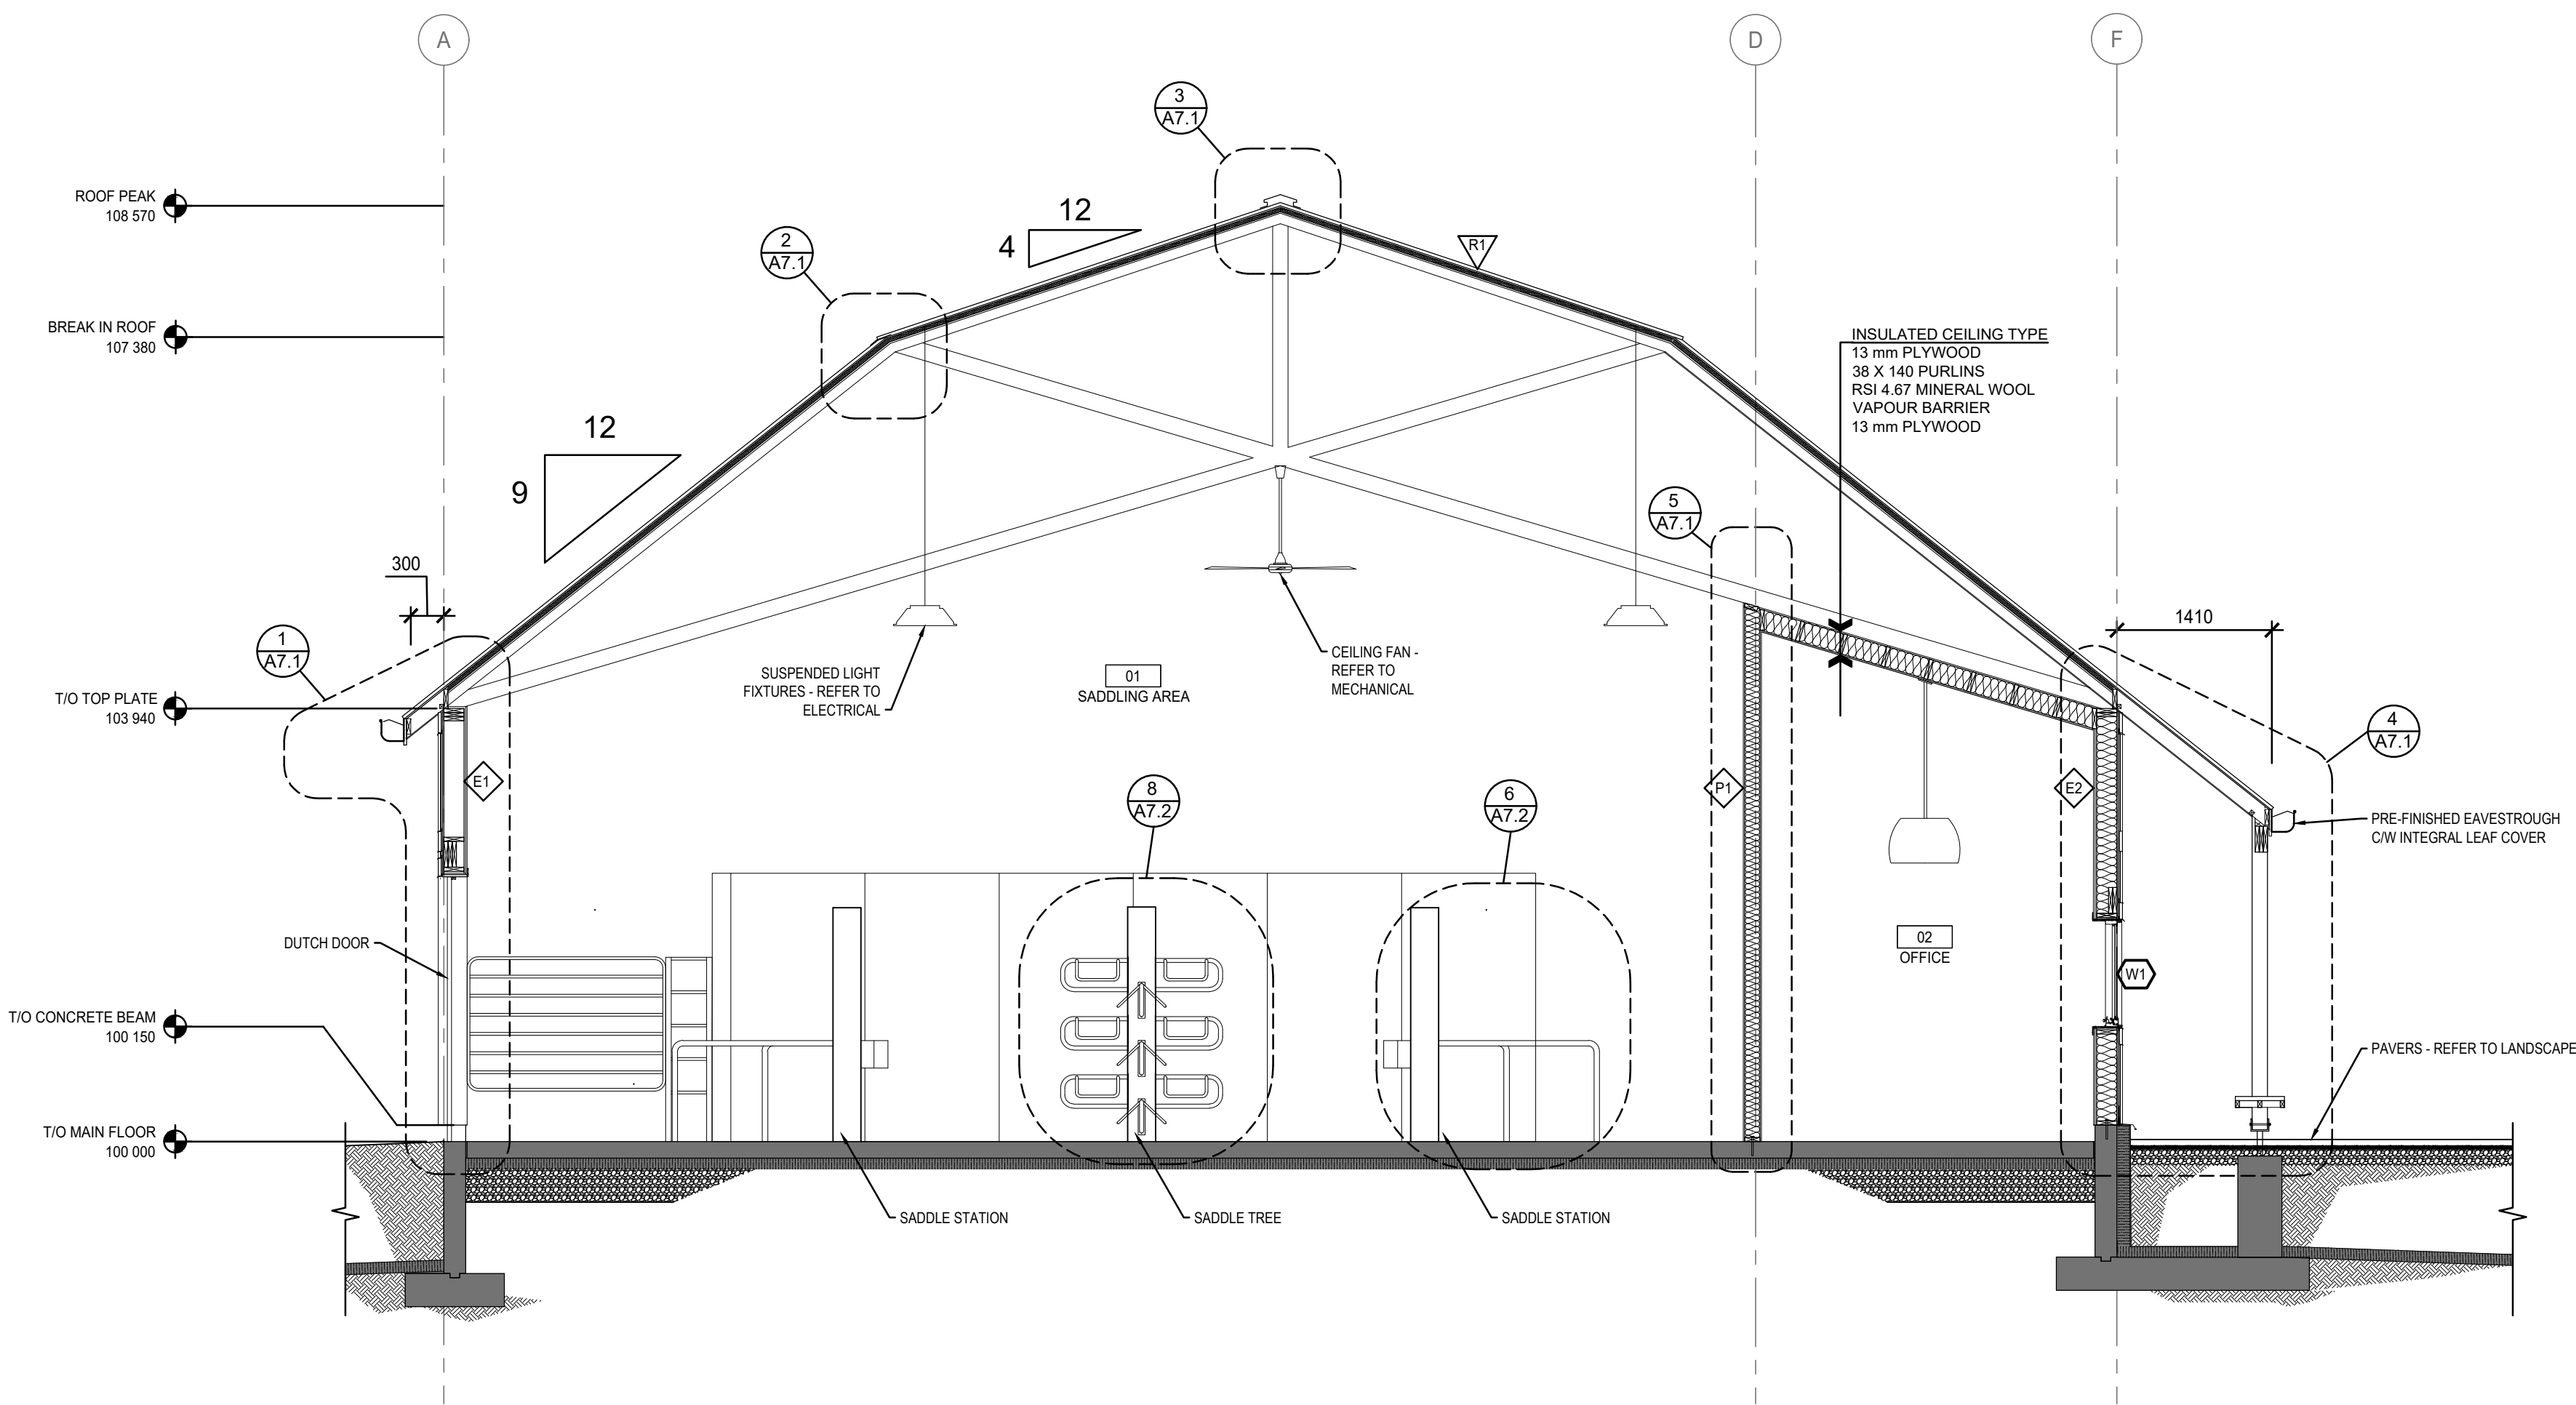 A
D
F
3
A7.1
ROOF PEAK
108 570
12
4
2
A7.1
R1
BREAK IN ROOF
107 380
INSULATED CEILING TYPE
13 mm PLYWOOD
38 X 140 PURLINS
RSI 4.67 MINERAL WOOL
VAPOUR BARRIER
13 mm PLYWOOD
12
9
5
A7.1
300
1410
1
A7.1
CEILING FAN -
REFER TO
MECHANICAL
SUSPENDED LIGHT
FIXTURES - REFER TO
ELECTRICAL
01
SADDLING AREA
T/O TOP PLATE
103 940
4
A7.1
E1
8
A7.2
6
A7.2
P1
E2
PRE-FINISHED EAVESTROUGH
C/W INTEGRAL LEAF COVER
DUTCH DOOR
02
OFFICE
W1
T/O CONCRETE BEAM
100 150
PAVERS - REFER TO LANDSCAPE
T/O MAIN FLOOR
100 000
SADDLE STATION
SADDLE TREE
SADDLE STATION